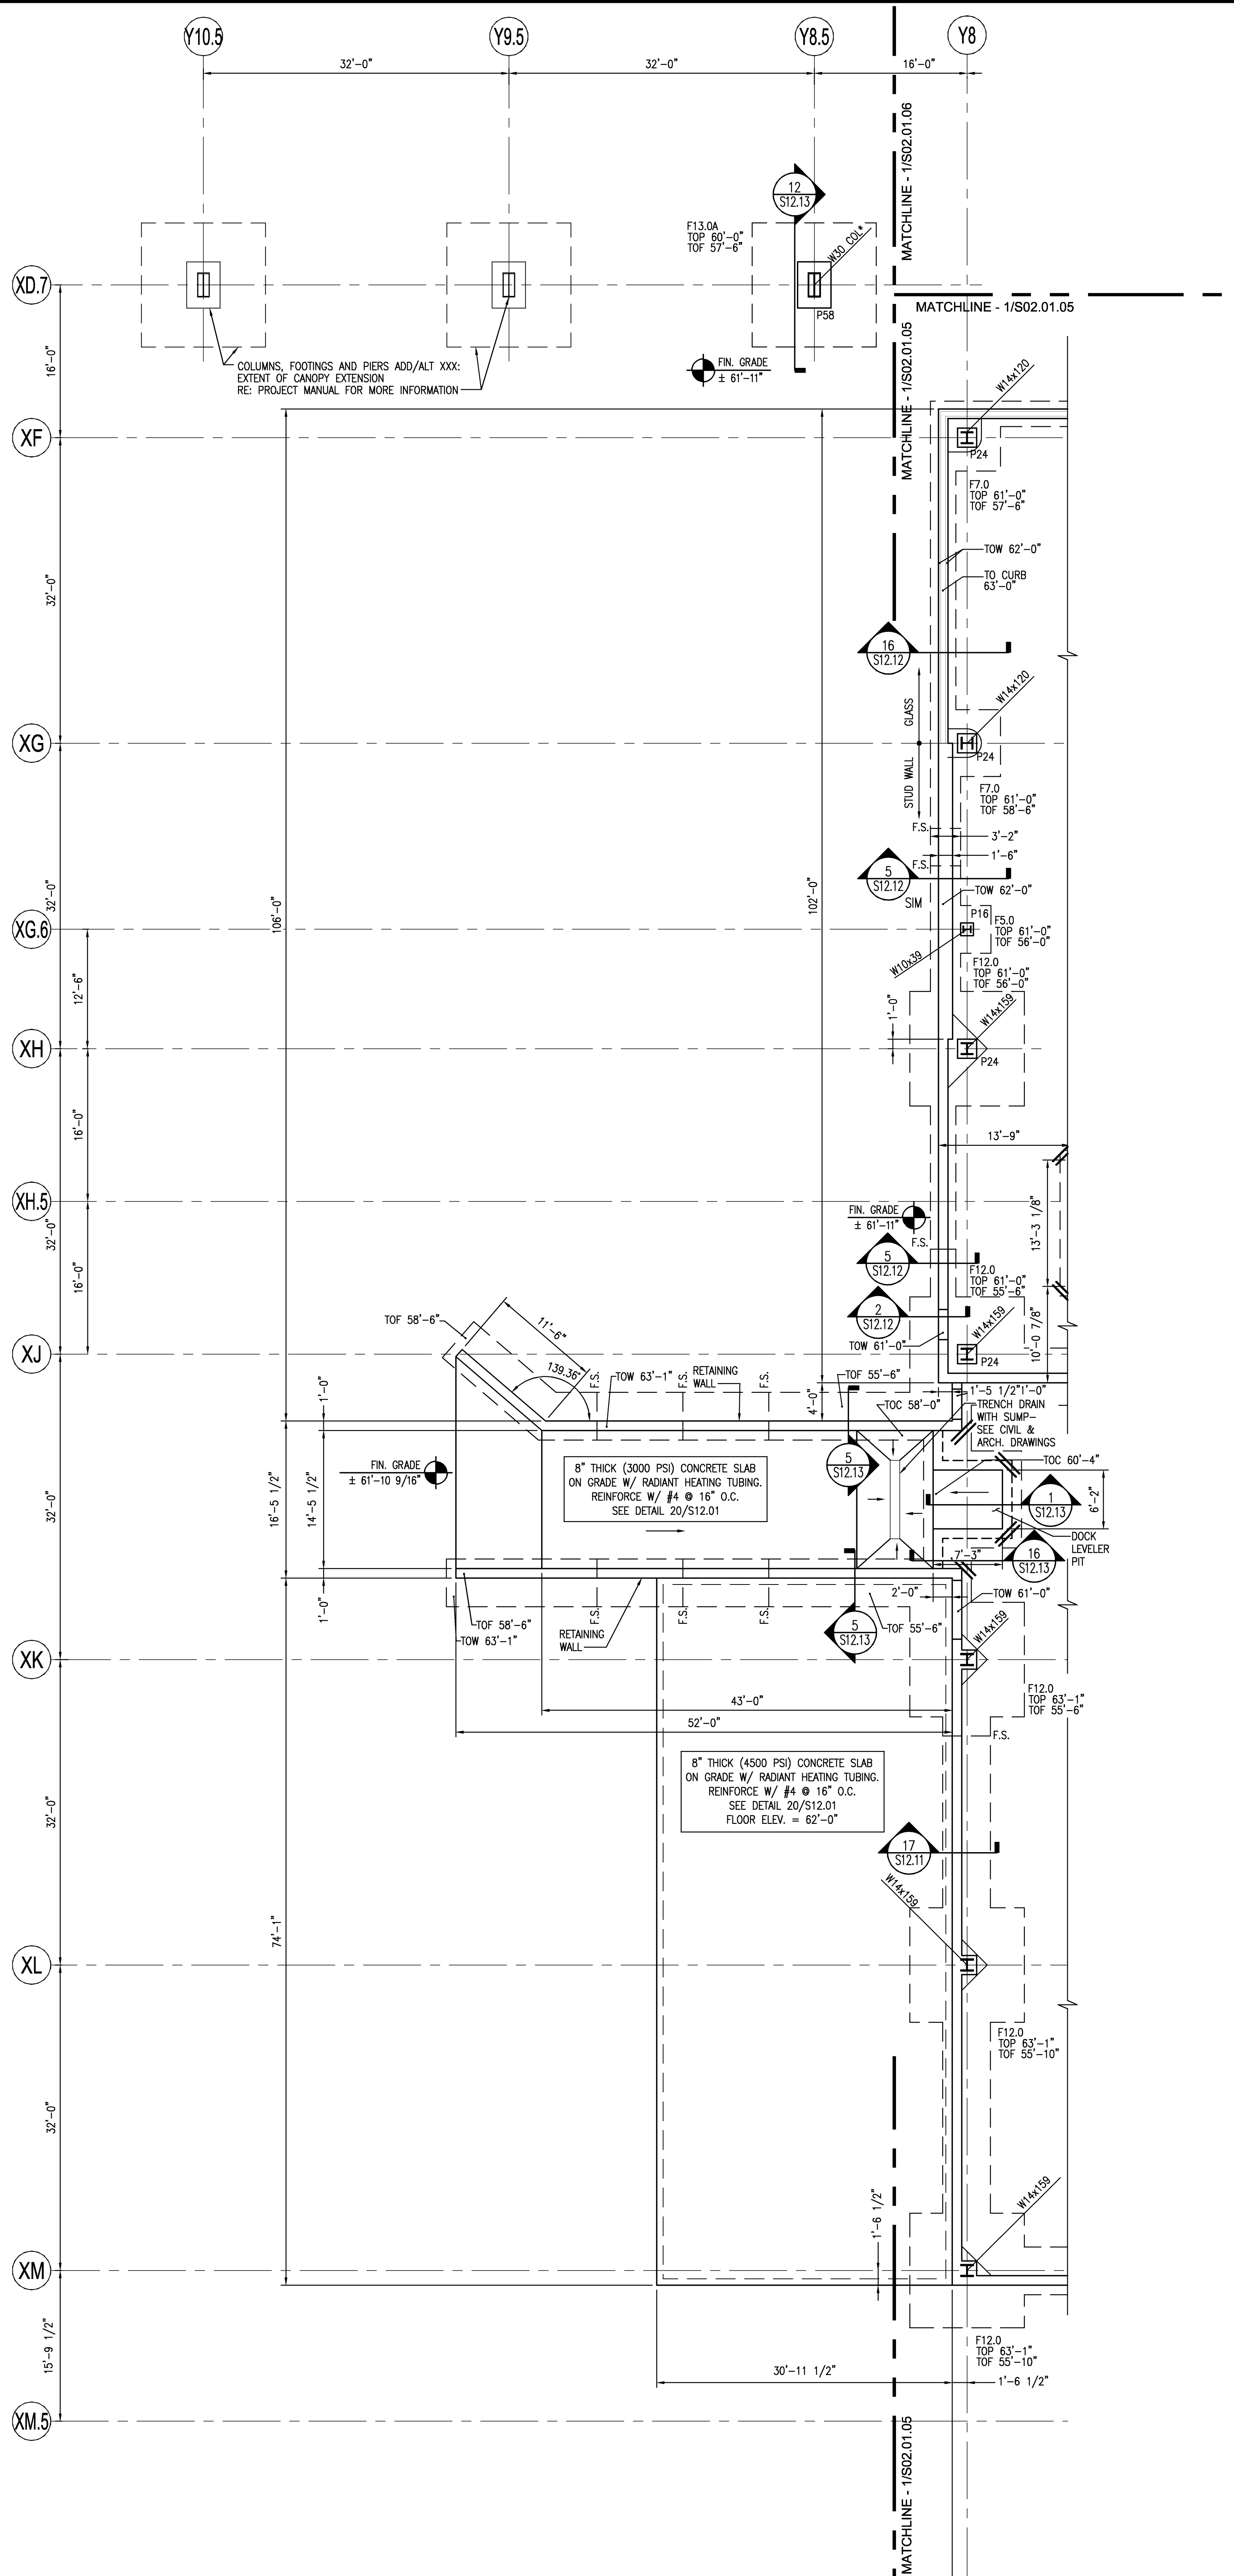 Y10.5
Y9.5
Y8.5
Y8
32'-0"
32'-0"
16'-0"
MATCHLINE - 1/S02.01.06
12
S12.13
F13.0A
TOP 60'-0"
TOF 57'-6"
W30 COL*
P58
XD.7
MATCHLINE - 1/S02.01.05
MATCHLINE - 1/S02.01.05
16'-0"
COLUMNS, FOOTINGS AND PIERS ADD/ALT XXX:
EXTENT OF CANOPY EXTENSION
RE: PROJECT MANUAL FOR MORE INFORMATION
FIN. GRADE
± 61'-11"
W14x120
XF
P24
F7.0
TOP 61'-0"
TOF 57'-6"
TOW 62'-0"
TO CURB
63'-0"
32'-0"
16
S12.12
GLASS
W14x120
XG
P24
STUD WALL
F7.0
TOP 61'-0"
TOF 58'-6"
F.S.
3'-2"
1'-6"
F.S.
5
S12.12
SIM
TOW 62'-0"
32'-0"
106'-0"
102'-0"
XG.6
P16
F5.0
TOP 61'-0"
TOF 56'-0"
W10x39
F12.0
TOP 61'-0"
TOF 56'-0"
12'-6"
1'-0"
W14x159
XH
P24
16'-0"
13'-9"
XH.5
32'-0"
FIN. GRADE
± 61'-11"
13'-3 1/8"
F.S.
5
S12.12
F12.0
TOP 61'-0"
TOF 55'-6"
16'-0"
2
S12.12
TOW 61'-0"
W14x159
10'-0 7/8"
TOF 58'-6"
11'-6"
139.36°
XJ
P24
F.S.
TOW 63'-1"
F.S.
RETAINING
WALL
F.S.
TOF 55'-6"
1'-0"
4'-0"
TOC 58'-0"
1'-5 1/2"
1'-0"
TRENCH DRAIN
WITH SUMP-
SEE CIVIL &
ARCH. DRAWINGS
TOC 60'-4"
FIN. GRADE
± 61'-10 9/16"
8" THICK (3000 PSI) CONCRETE SLAB
ON GRADE W/ RADIANT HEATING TUBING.
REINFORCE W/ #4 @ 16" O.C.
SEE DETAIL 20/S12.01
5
S12.13
1
S12.13
6'-2"
32'-0"
16'-5 1/2"
14'-5 1/2"
DOCK
LEVELER
PIT
16
S12.13
7'-3"
1'-0"
2'-0"
TOW 61'-0"
TOF 58'-6"
TOW 63'-1"
RETAINING
WALL
F.S.
F.S.
F.S.
5
S12.13
TOF 55'-6"
W14x159
XK
F12.0
TOP 63'-1"
TOF 55'-6"
43'-0"
52'-0"
F.S.
8" THICK (4500 PSI) CONCRETE SLAB
ON GRADE W/ RADIANT HEATING TUBING.
REINFORCE W/ #4 @ 16" O.C.
SEE DETAIL 20/S12.01
FLOOR ELEV. = 62'-0"
32'-0"
17
S12.11
W14x159
74'-1"
XL
F12.0
TOP 63'-1"
TOF 55'-10"
32'-0"
1'-6 1/2"
W14x159
XM
15'-9 1/2"
F12.0
TOP 63'-1"
TOF 55'-10"
30'-11 1/2"
1'-6 1/2"
XM.5
MATCHLINE - 1/S02.01.05